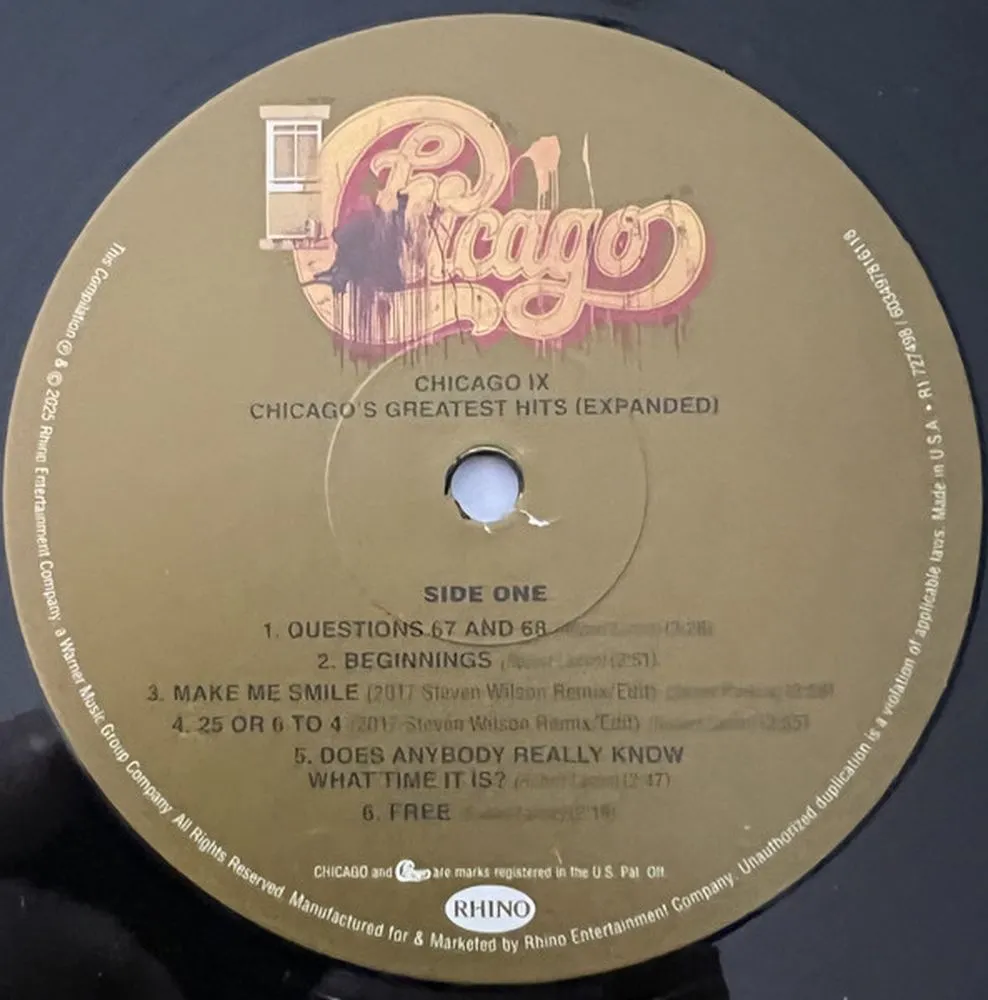 Chicago
CHICAGO IX
CHICAGO'S GREATEST HITS (EXPANDED)
SIDE ONE
1. QUESTIONS 67 AND 68 (3:26)
2. BEGINNINGS (2:51)
3. MAKE ME SMILE (2017 Steven Wilson Remix/Edit)
4. 25 OR 6 TO 4 (2017 Steven Wilson Remix/Edit)
5. DOES ANYBODY REALLY KNOW
WHAT TIME IT IS? (2:47)
6. FREE
CHICAGO and Chicago are marks registered in the U.S. Pat. Off.
RHINO
This Compilation ℗ & © 2025 Rhino Entertainment Company, a Warner Music Group Company. All Rights Reserved. Manufactured for & Marketed by Rhino Entertainment Company. Unauthorized duplication is a violation of applicable laws. Made in U.S.A. • R1 727498 / 603497816118